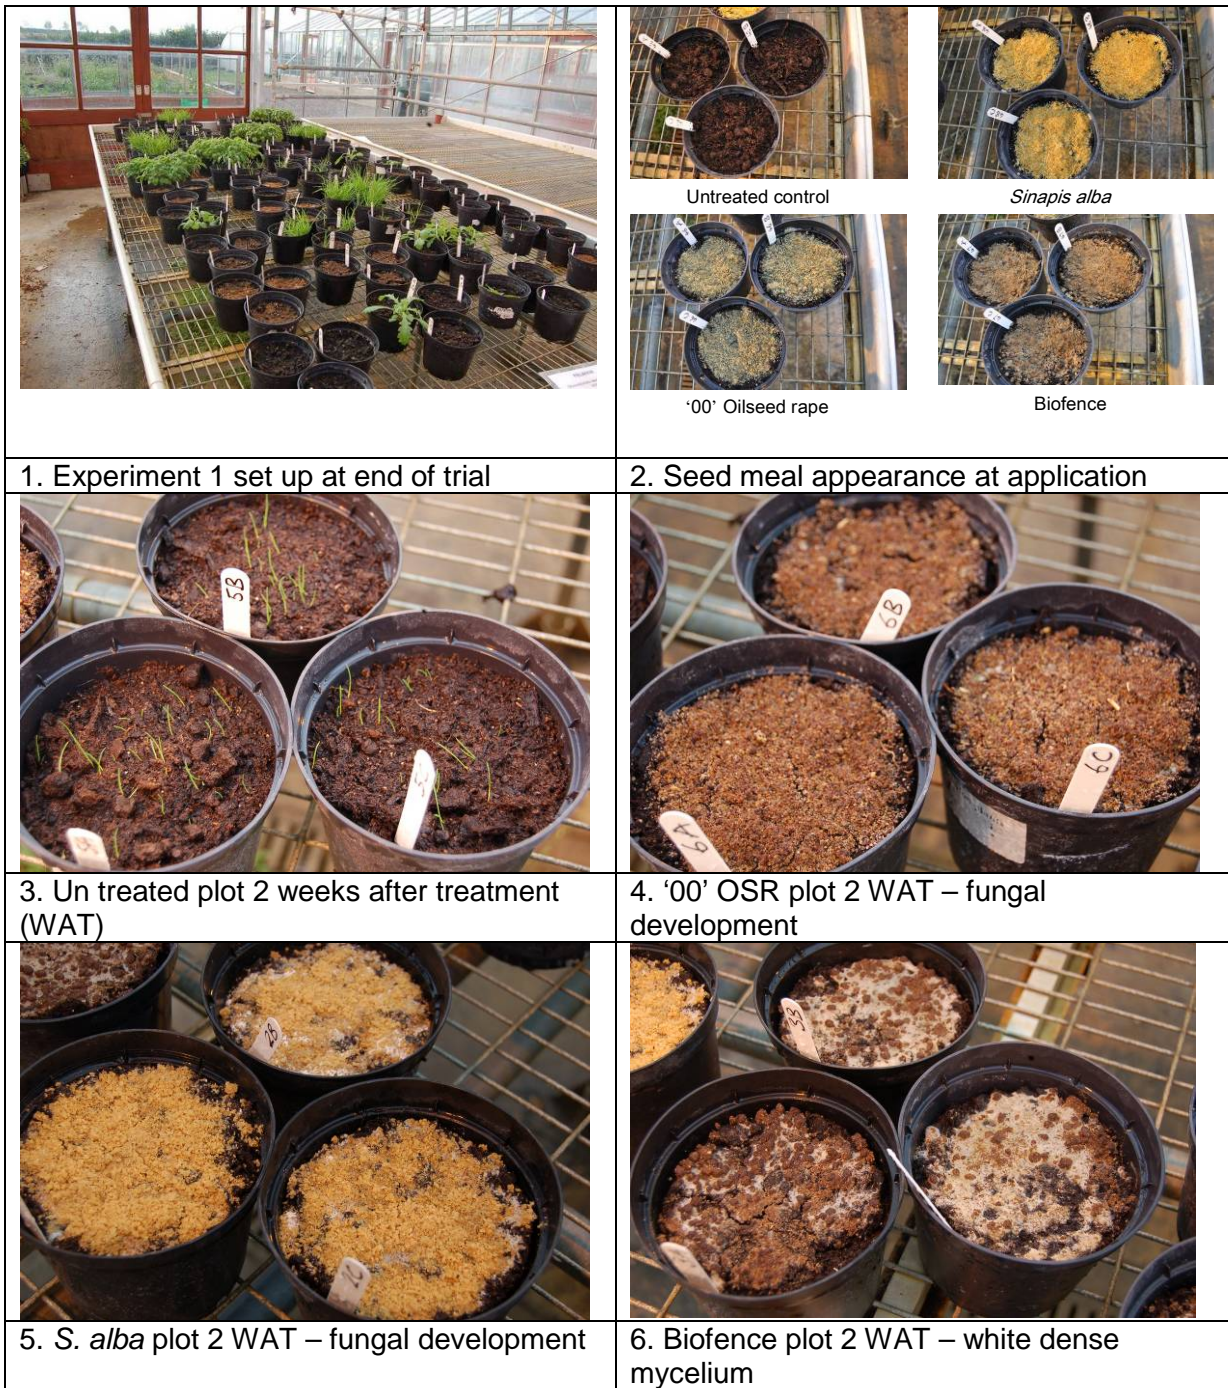 Untreated control
Sinapis alba
‘00’ Oilseed rape
Biofence
1. Experiment 1 set up at end of trial
2. Seed meal appearance at application
5B
5C
6B
6C
6A
3. Un treated plot 2 weeks after treatment
(WAT)
4. ‘00’ OSR plot 2 WAT – fungal
development
2B
2C
3B
5. S. alba plot 2 WAT – fungal development
6. Biofence plot 2 WAT – white dense
mycelium